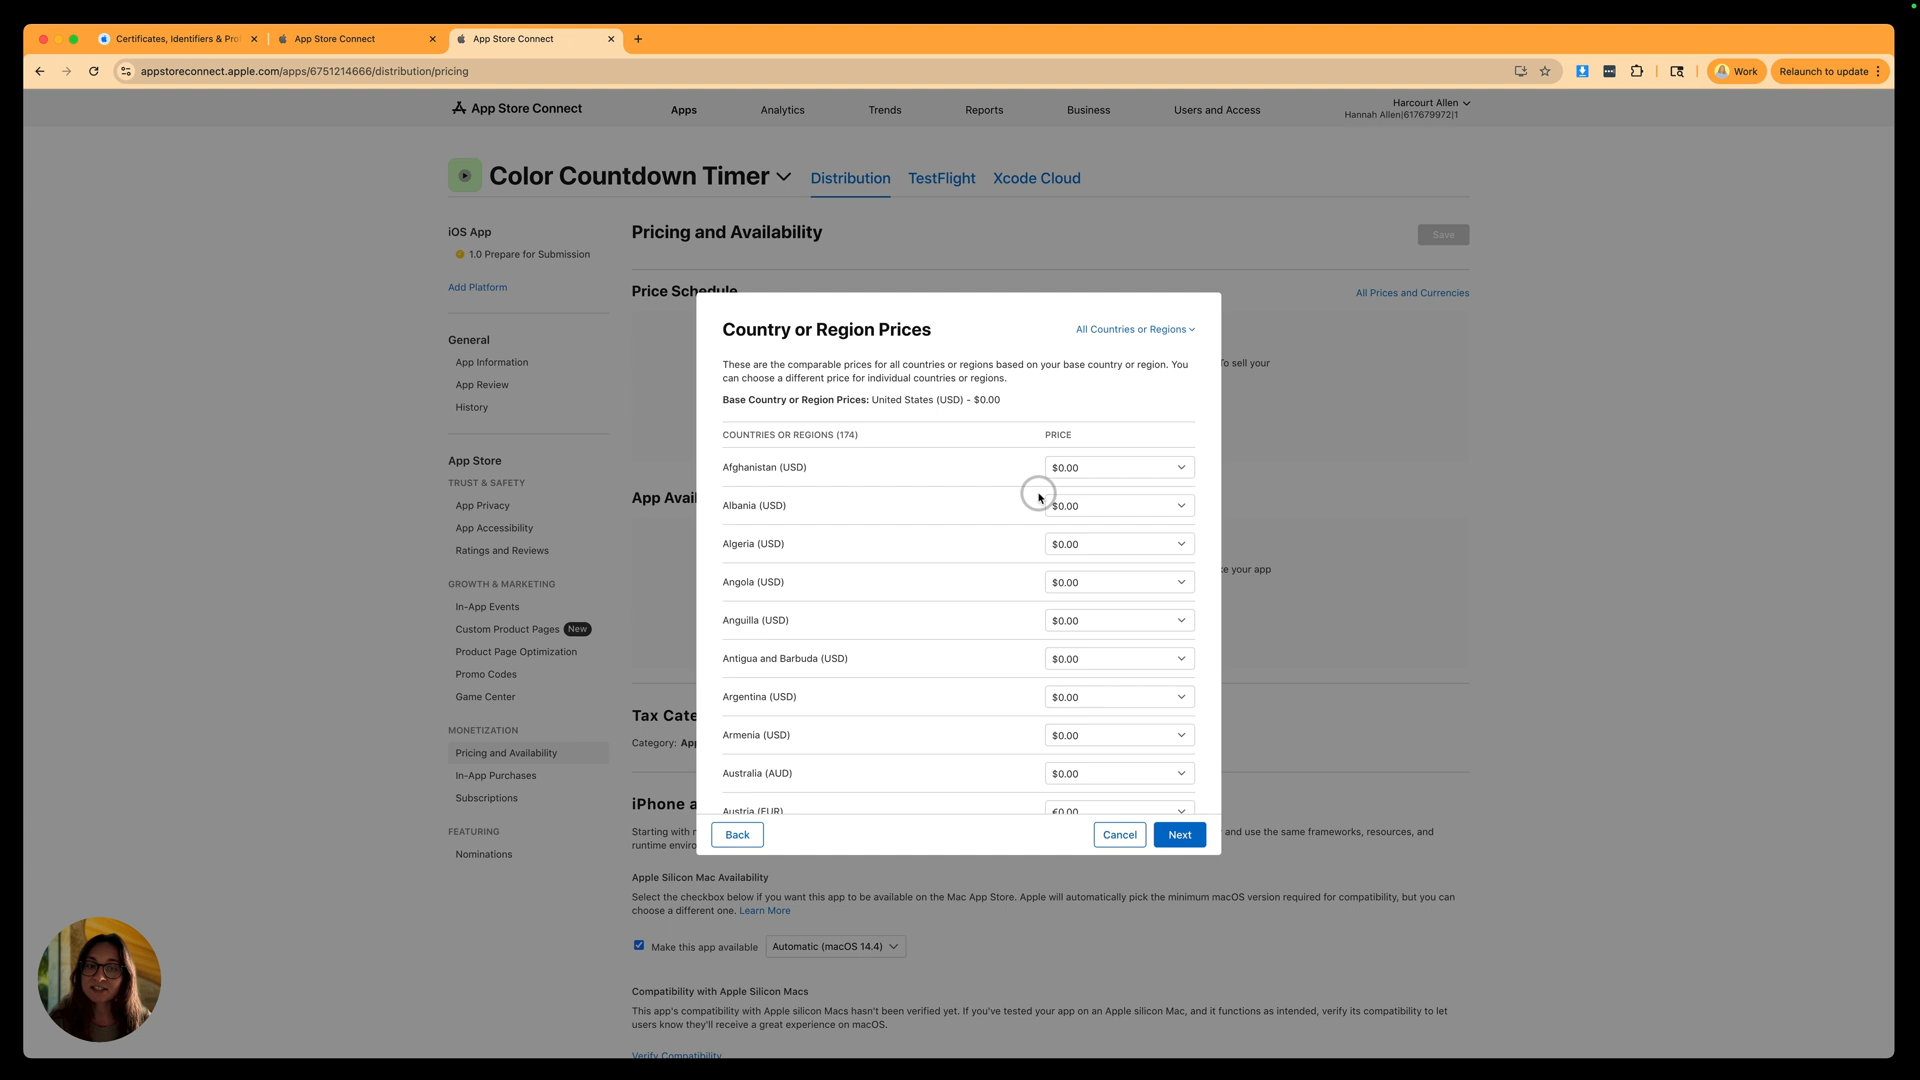 Certificates, Identifiers & Pro
App Store Connect
App Store Connect
appstoreconnect.apple.com/apps/6751214666/distribution/pricing
Work
Relaunch to update
App Store Connect
Apps
Analytics
Trends
Reports
Business
Users and Access
Harcourt Allen
Hannah Allen|617679972|1
Color Countdown Timer
Distribution
TestFlight
Xcode Cloud
iOS App
1.0 Prepare for Submission
Add Platform
General
App Information
App Review
History
App Store
TRUST & SAFETY
App Privacy
App Accessibility
Ratings and Reviews
GROWTH & MARKETING
In-App Events
Custom Product Pages New
Product Page Optimization
Promo Codes
Game Center
MONETIZATION
Pricing and Availability
In-App Purchases
Subscriptions
FEATURING
Nominations
Pricing and Availability
Save
Price Schedule
All Prices and Currencies
To sell your
App Avai
ke your app
Tax Cate
Category: App
iPhone a
Starting with
and use the same frameworks, resources, and
runtime enviro
Country or Region Prices
All Countries or Regions
These are the comparable prices for all countries or regions based on your base country or region. You
can choose a different price for individual countries or regions.
Base Country or Region Prices: United States (USD) - $0.00
COUNTRIES OR REGIONS (174) PRICE
Afghanistan (USD) $0.00
Albania (USD) $0.00
Algeria (USD) $0.00
Angola (USD) $0.00
Anguilla (USD) $0.00
Antigua and Barbuda (USD) $0.00
Argentina (USD) $0.00
Armenia (USD) $0.00
Australia (AUD) $0.00
Austria (EUR) €0.00
Back
Cancel
Next
Apple Silicon Mac Availability
Select the checkbox below if you want this app to be available on the Mac App Store. Apple will automatically pick the minimum macOS version required for compatibility, but you can
choose a different one. Learn More
Make this app available
Automatic (macOS 14.4)
Compatibility with Apple Silicon Macs
This app's compatibility with Apple silicon Macs hasn't been verified yet. If you've tested your app on an Apple silicon Mac, and it functions as intended, verify its compatibility to let
users know they'll receive a great experience on macOS.
Verify Compatibility